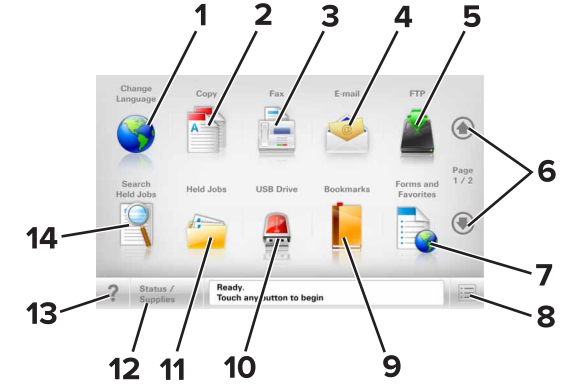 1 2 3 4 5
Change Language
Copy
Fax
E-mail
FTP
6
Page
1 / 2
Search
Held Jobs
Held Jobs
USB Drive
Bookmarks
Forms and
Favorites
A
@
14
7
?
Status /
Supplies
Ready.
Touch any button to begin
13
8
12 11 10 9